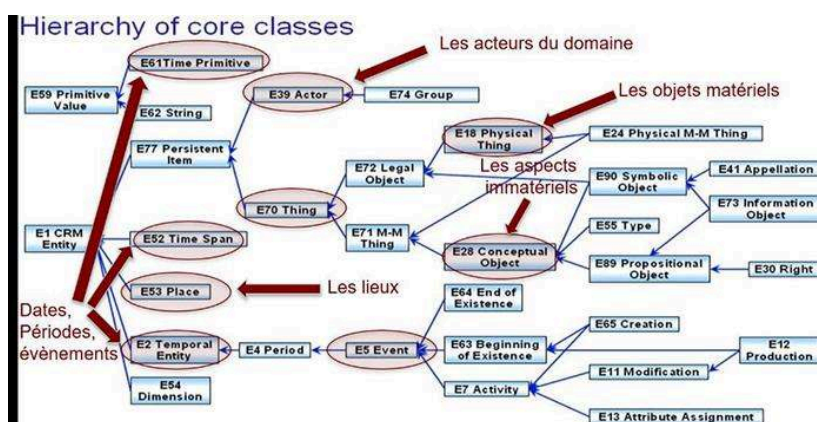 Hierarchy of core classes
Les acteurs du domaine
E61Time Primitive
E59 Primitive
Value
E62 String
E39 Actor
E74 Group
Les objets matériels
E18 Physical
Thing
E24 Physical M-M Thing
E77 Persistent
Item
E72 Legal
Object
Les aspects
immatériels
E90 Symbolic
Object
E41 Appellation
E73 Information
Object
E70 Thing
E71 M-M
Thing
E55 Type
E28 Conceptual
Object
E89 Propositional
Object
E30 Right
E1 CRM
Entity
E52 Time Span
E53 Place
Les lieux
E64 End of
Existence
Dates,
Périodes,
évènements
E2 Temporal
Entity
E4 Period
E5 Event
E63 Beginning
of Existence
E65 Creation
E12
Production
E11 Modification
E7 Activity
E54
Dimension
E13 Attribute Assignment